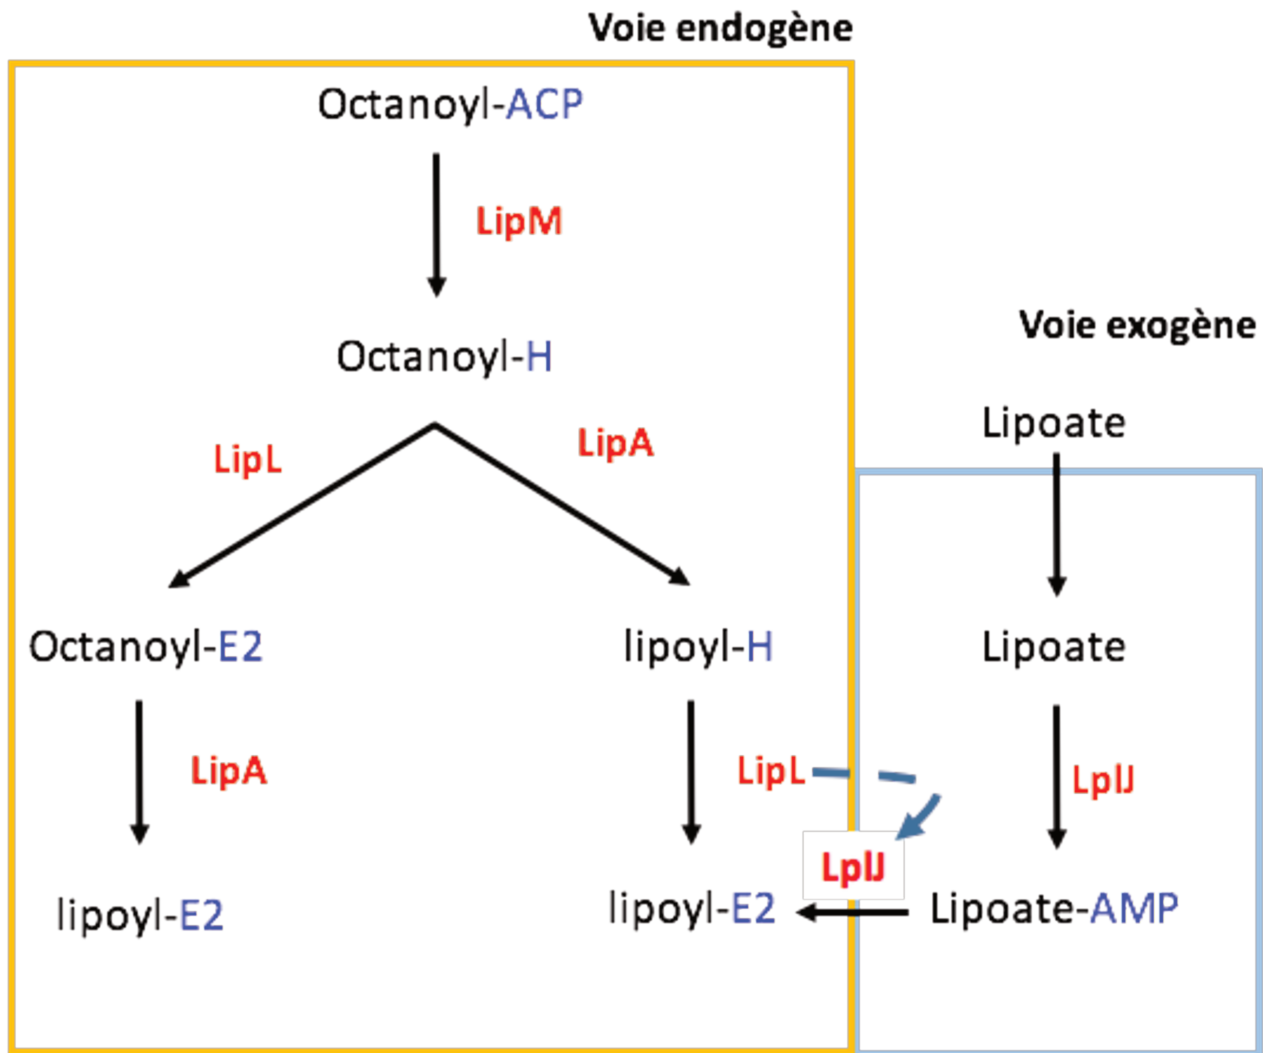 Voie endogène
Octanoyl-ACP
LipM
Octanoyl-H
LipL
LipA
Octanoyl-E2
lipoyl-H
LipA
LipL
lipoyl-E2
lipoyl-E2
Voie exogène
Lipoate
Lipoate
LplJ
LplJ
Lipoate-AMP